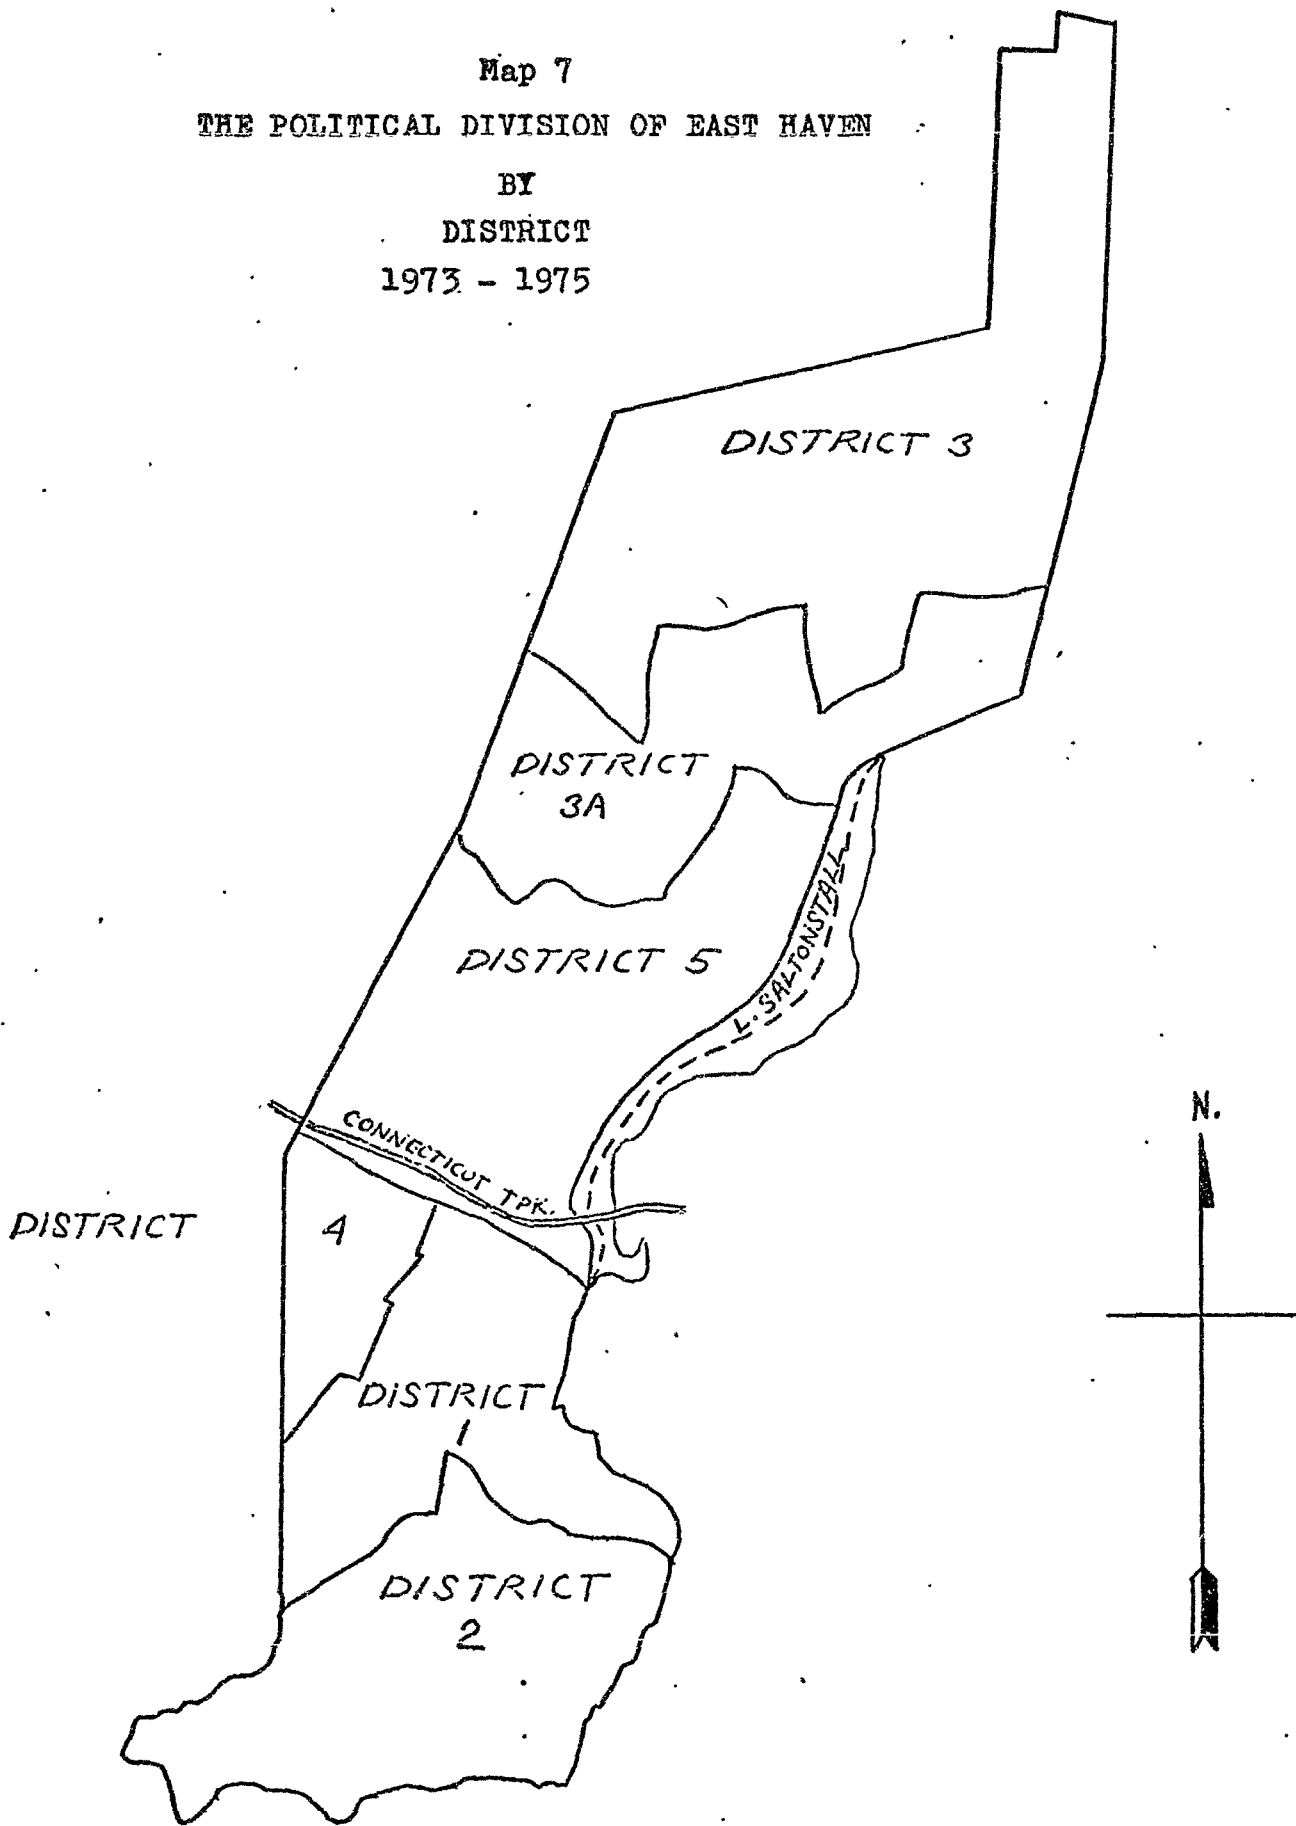 Map 7
THE POLITICAL DIVISION OF EAST HAVEN
BY
DISTRICT
1973 - 1975
DISTRICT 3
DISTRICT
3A
L. SALTONSTALL
DISTRICT 5
CONNECTICUT TPK.
N.
DISTRICT 4
DISTRICT
1
DISTRICT
2